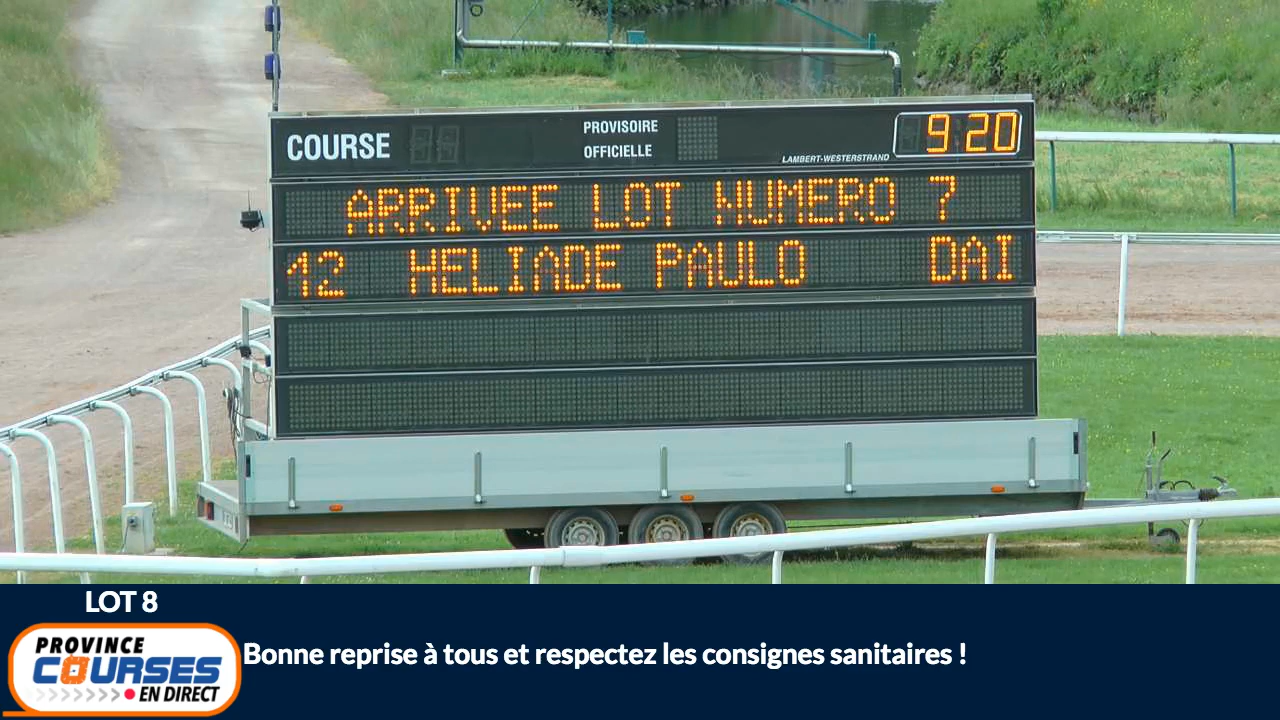 COURSE
PROVISOIRE
OFFICIELLE
LAMBERT-WESTERSTRAND
9 20
ARRIVEE LOT NUMERO 7
12 HELIADE PAULO DAI
LOT 8
PROVINCE
COURSES
EN DIRECT
Bonne reprise à tous et respectez les consignes sanitaires !